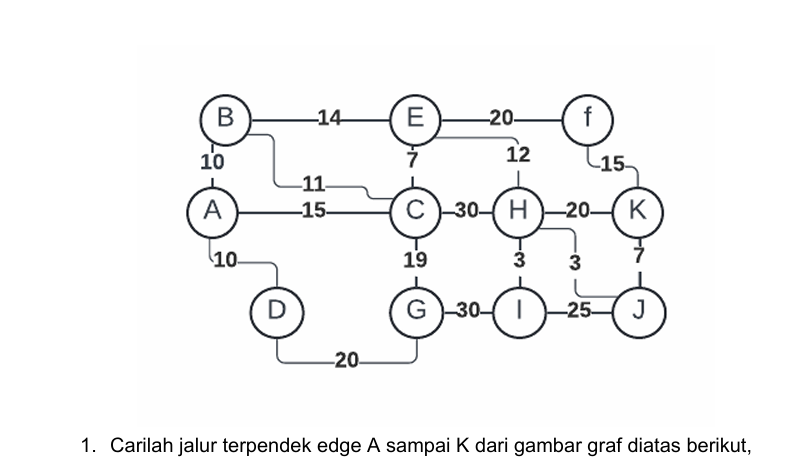 B 14 E 20 f
10 7 12 15
11
A 15 C 30 H 20 K
10 19 3 3 7
D G 30 I 25 J
20
1. Carilah jalur terpendek edge A sampai K dari gambar graf diatas berikut,